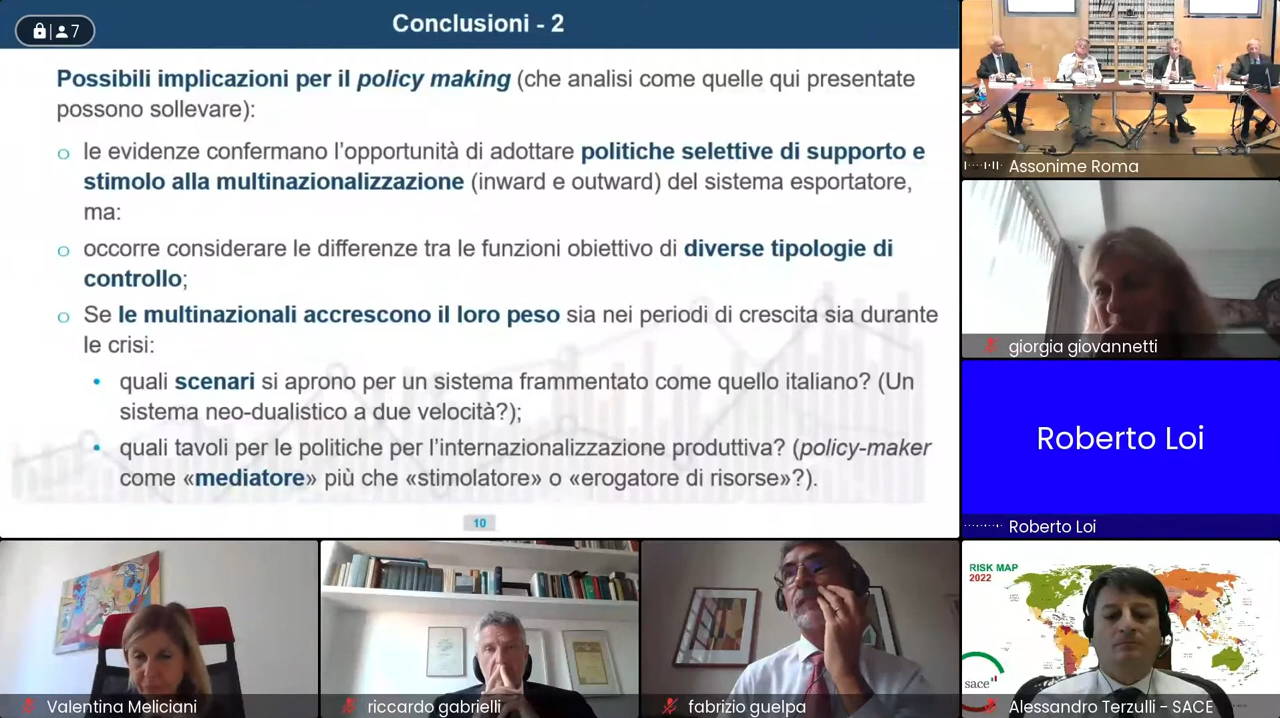 7
Conclusioni - 2
Possibili implicazioni per il policy making (che analisi come quelle qui presentate
possono sollevare):
o le evidenze confermano l'opportunità di adottare politiche selettive di supporto e
stimolo alla multinazionalizzazione (inward e outward) del sistema esportatore,
ma:
o occorre considerare le differenze tra le funzioni obiettivo di diverse tipologie di
controllo;
o Se le multinazionali accrescono il loro peso sia nei periodi di crescita sia durante
le crisi:
• quali scenari si aprono per un sistema frammentato come quello italiano? (Un
sistema neo-dualistico a due velocità?);
• quali tavoli per le politiche per l'internazionalizzazione produttiva? (policy-maker
come «mediatore» più che «stimolatore» o «erogatore di risorse»?).
10
Assonime Roma
giorgia giovannetti
Roberto Loi
Roberto Loi
Valentina Meliciani
riccardo gabrielli
fabrizio guelpa
RISK MAP
2022
sace
Alessandro Terzulli - SACE